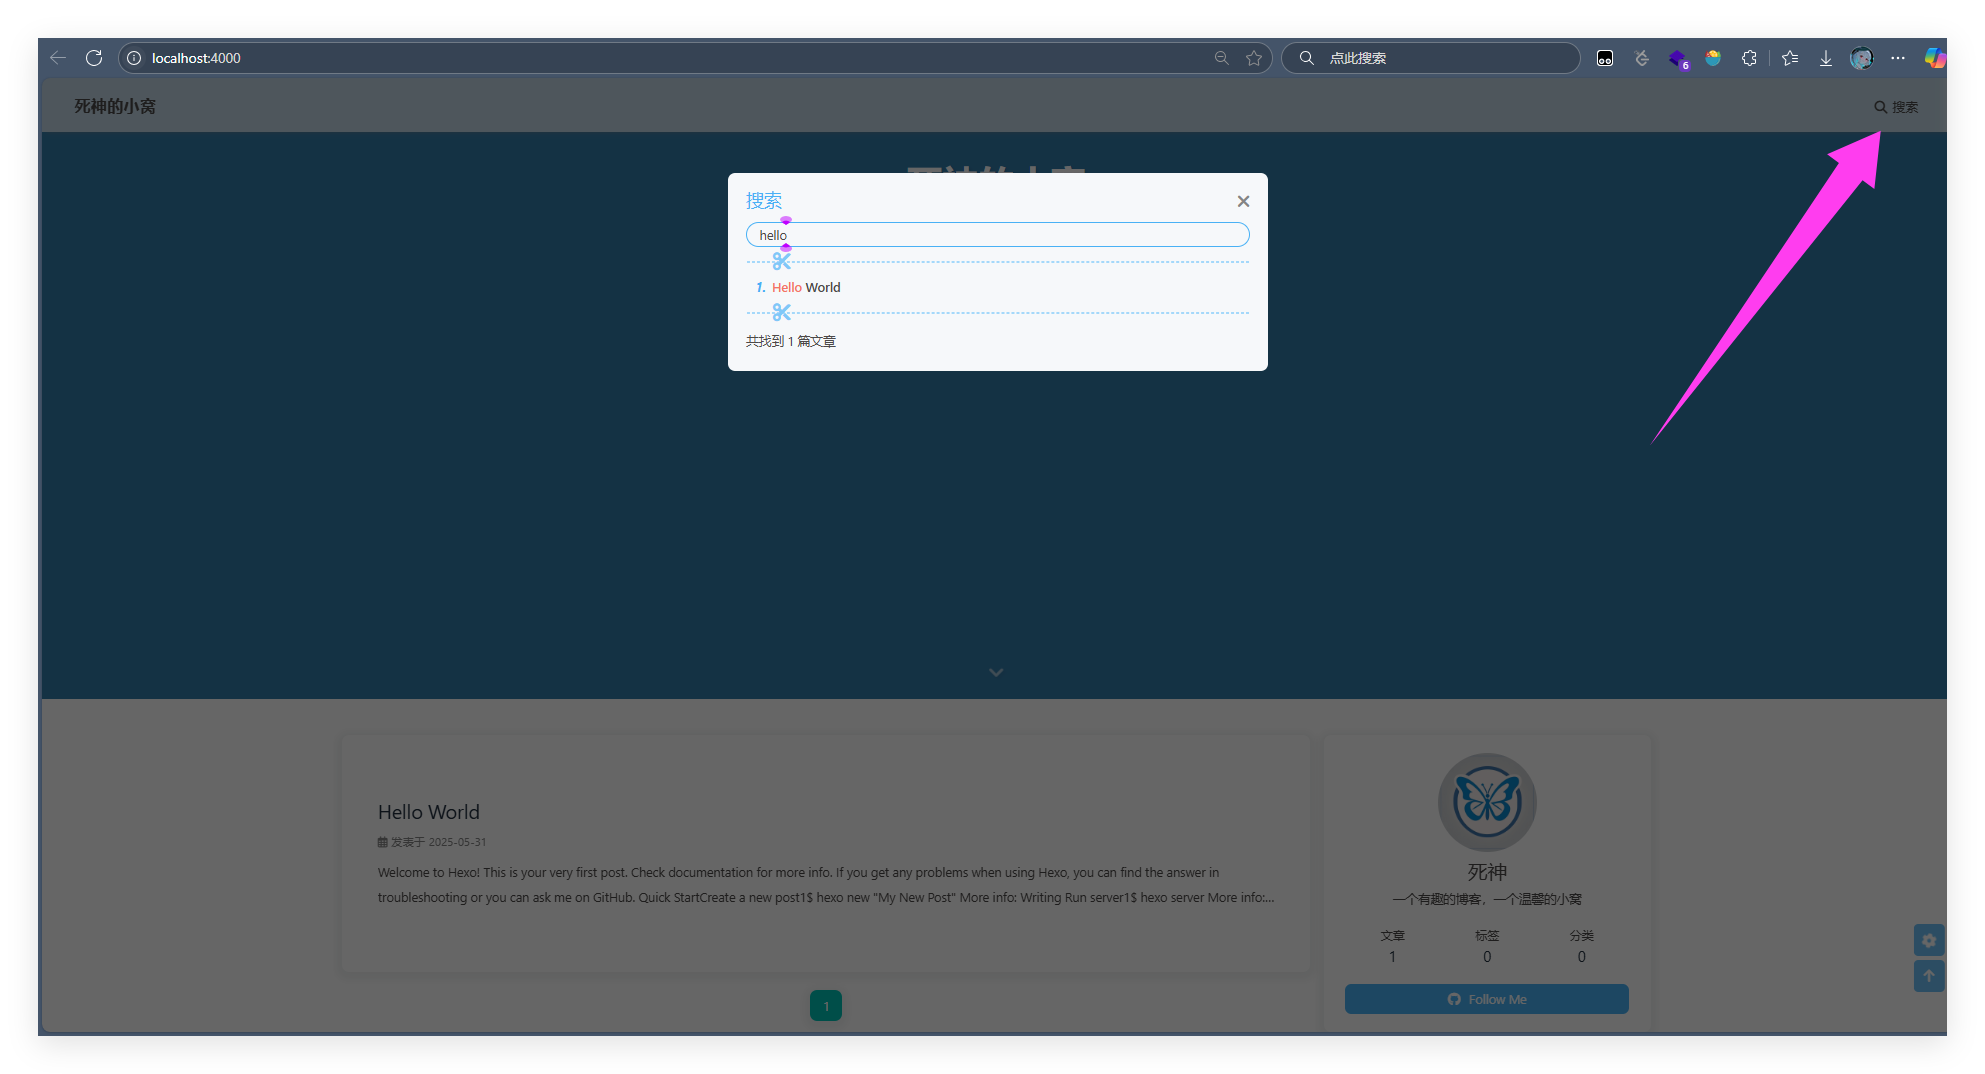 localhost:4000
点此搜索
6
死神的小窝
搜索
搜索
hello
1. Hello World
共找到 1 篇文章
Hello World
发表于 2025-05-31
Welcome to Hexo! This is your very first post. Check documentation for more info. If you get any problems when using Hexo, you can find the answer in
troubleshooting or you can ask me on GitHub. Quick StartCreate a new post1$ hexo new "My New Post" More info: Writing Run server1$ hexo server More info:...
1
死神
一个有趣的博客，一个温馨的小窝
文章 标签 分类
1 0 0
Follow Me